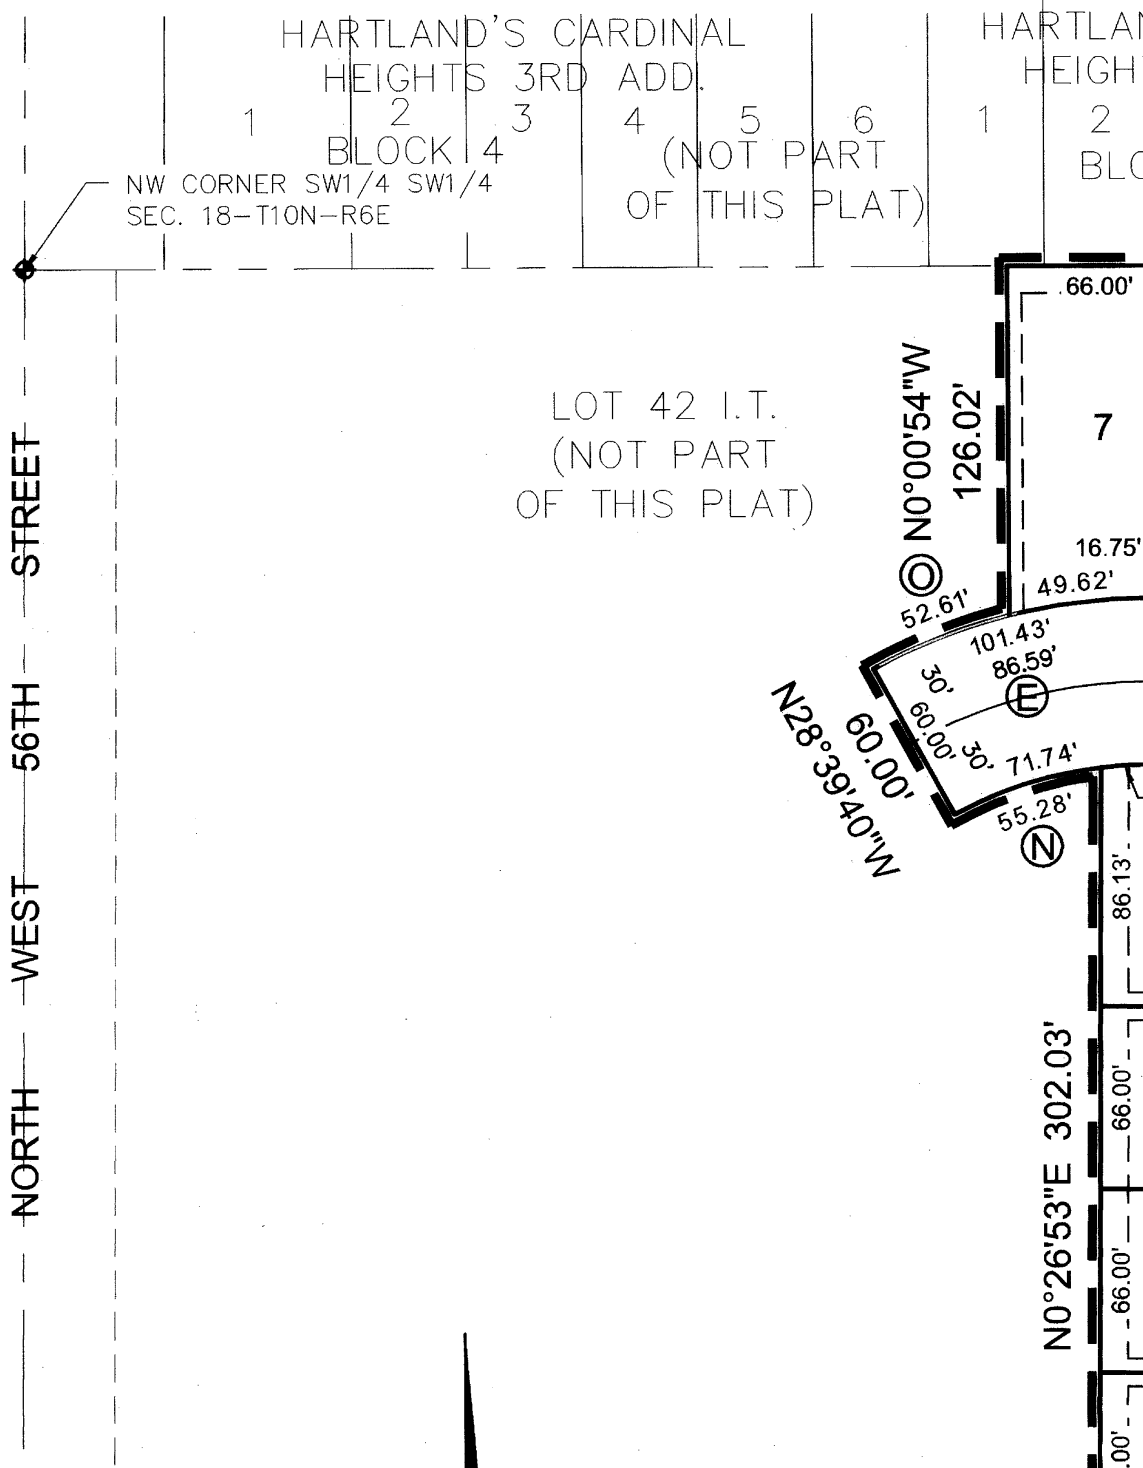 HARTLAND'S CARDINAL
HEIGHTS 3RD ADD.
1 2 3 4 5 6
BLOCK 4
(NOT PART
OF THIS PLAT)
HARTLAN
HEIGH
1 2
BLO
NW CORNER SW1/4 SW1/4
SEC. 18-T10N-R6E
66.00'
N0°00'54"W
126.02'
7
LOT 42 I.T.
(NOT PART
OF THIS PLAT)
16.75'
49.62'
O
52.61'
101.43'
86.59'
E
30'
60.00'
30'
60.00'
N28°39'40"W
71.74'
55.28'
N
86.13'
N0°26'53"E 302.03'
66.00'
66.00'
.00'
NORTH WEST 56TH STREET